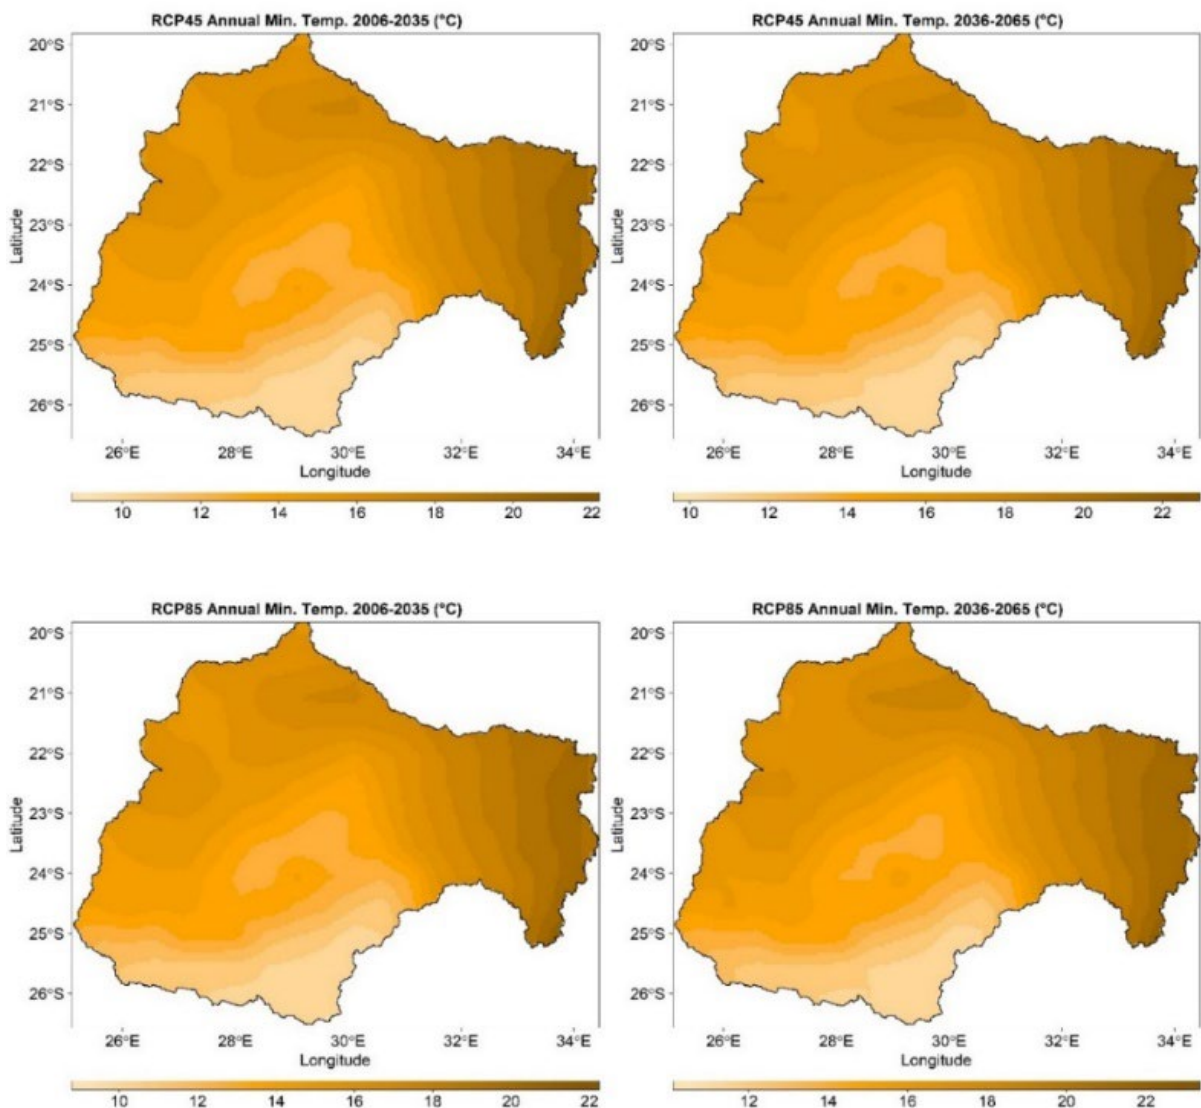 RCP45 Annual Min. Temp. 2006-2035 (°C)
20°S
21°S
22°S
23°S
24°S
25°S
26°S
Latitude
26°E 28°E 30°E 32°E 34°E
Longitude
10 12 14 16 18 20 22
RCP45 Annual Min. Temp. 2036-2065 (°C)
20°S
21°S
22°S
23°S
24°S
25°S
26°S
Latitude
26°E 28°E 30°E 32°E 34°E
Longitude
10 12 14 16 18 20 22
RCP85 Annual Min. Temp. 2006-2035 (°C)
20°S
21°S
22°S
23°S
24°S
25°S
26°S
Latitude
26°E 28°E 30°E 32°E 34°E
Longitude
10 12 14 16 18 20 22
RCP85 Annual Min. Temp. 2036-2065 (°C)
20°S
21°S
22°S
23°S
24°S
25°S
26°S
Latitude
26°E 28°E 30°E 32°E 34°E
Longitude
12 14 16 18 20 22